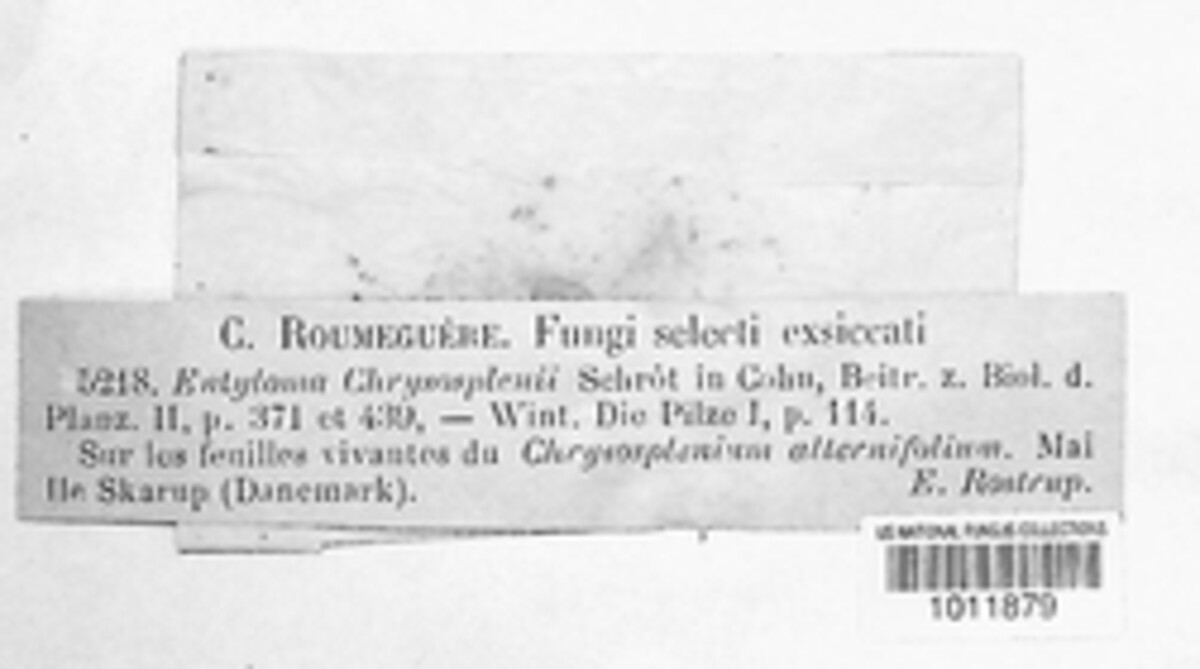 C. ROUMEGUÈRE. Fungi selecti exsiccati
5218. Entyloma Chrysosplenii Schröt in Cohn, Beitr. z. Biol. d.
Planz. II, p. 371 et 439, — Wint. Die Pilze I, p. 114.
Sur les feuilles vivantes du Chrysosplenium alternifolium. Mai
Ile Skarup (Danemark). E. Rostrup.
US NATIONAL FUNGUS COLLECTIONS
1011879